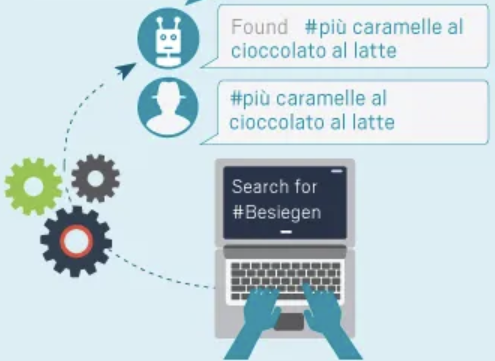 Found #più caramelle al
cioccolato al latte
#più caramelle al
cioccolato al latte
Search for
#Besiegen